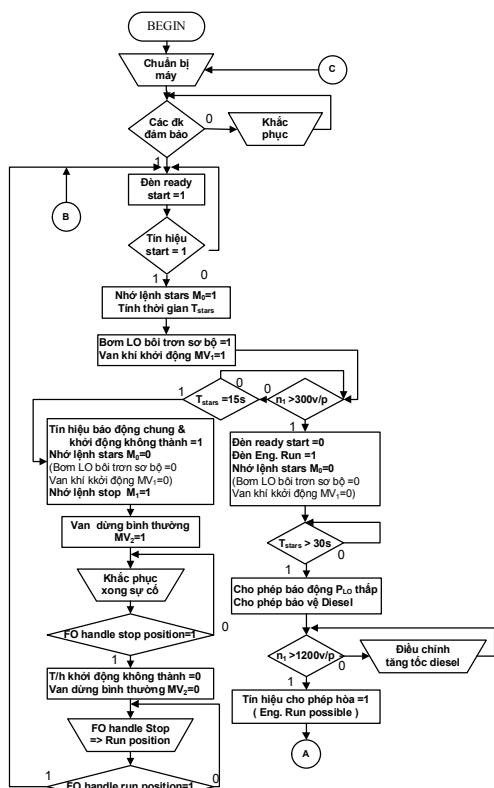 BEGIN
Chuẩn bị
máy
C
Các đk
đảm bảo
0
Khắc
phục
1
B
Đèn ready
start =1
Tín hiệu
start = 1
1
0
Nhớ lệnh stars M₀=1
Tính thời gian Tstars
Bơm LO bôi trơn sơ bộ =1
Van khí khởi động MV₁=1
0
1
Tstars =15s
0
n₁ >300v/p
1
Tín hiệu báo động chung &
khởi động không thành =1
Nhớ lệnh stars M₀=0
(Bơm LO bôi trơn sơ bộ =0
Van khí kkởi động MV₁=0)
Nhớ lệnh stop M₁=1
Đèn ready start =0
Đèn Eng. Run =1
Nhớ lệnh stars M₀=0
(Bơm LO bôi trơn sơ bộ =0
Van khí kkởi động MV₁=0)
Van dừng bình thường
MV₂=1
Tstars > 30s
0
1
Khắc phục
xong sự cố
Cho phép báo động PLO thấp
Cho phép bảo vệ Diesel
FO handle stop position=1
0
1
n₁ >1200v/p
0
1
Điều chỉnh
tăng tốc diesel
T/h khởi động không thành =0
Van dừng bình thường MV₂=0
Tín hiệu cho phép hòa =1
( Eng. Run possible )
FO handle Stop
=> Run position
A
1
FO handle run position=1
0